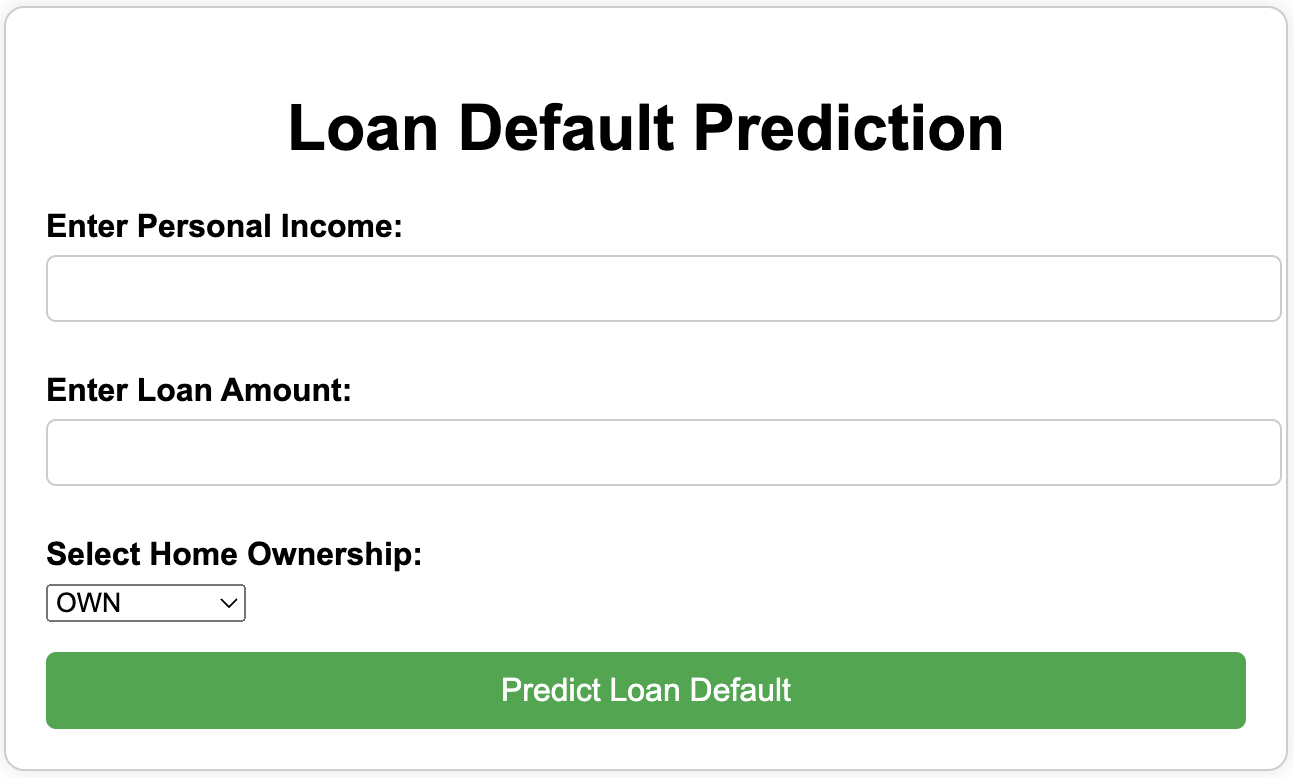 Loan Default Prediction
Enter Personal Income:
Enter Loan Amount:
Select Home Ownership:
OWN
Predict Loan Default